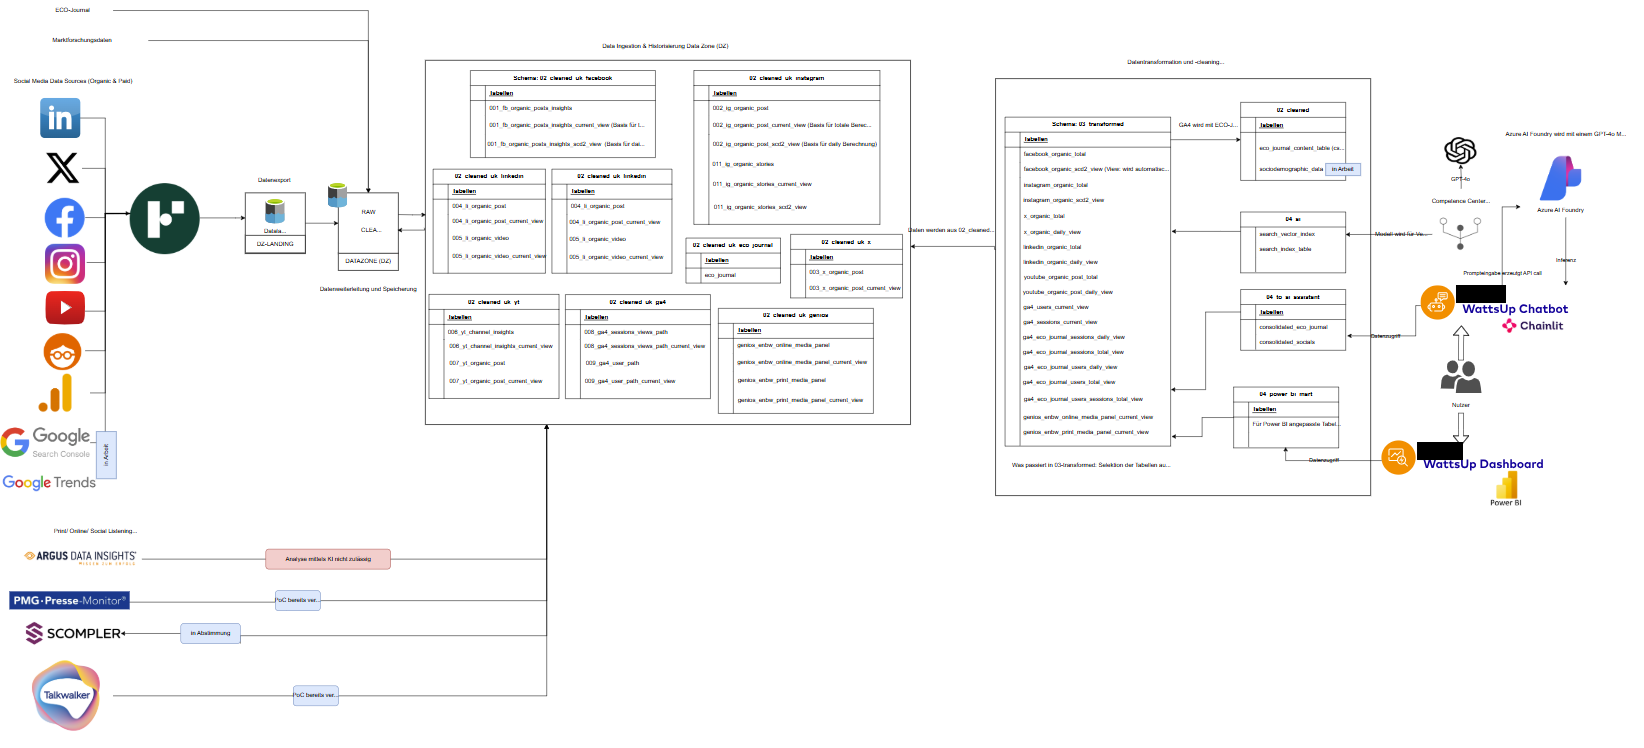 ECO-Journal
Marktforschungsdaten
Social Media Data Sources (Organic & Paid)
in
Google
Search Console
Google Trends
in Arbeit
Datenexport
DZ-LANDING
RAW
CLEA...
DATAZONE (DZ)
Datenweiterleitung und Speicherung
Data Ingestion & Historisierung Data Zone (DZ)
Schema: 02_cleaned_uk_facebook
Tabellen
001_fb_organic_posts_insights
001_fb_organic_posts_insights_current_view (Basis für t...
001_fb_organic_posts_insights_scd2_view (Basis für dai...
02_cleaned_uk_instagram
Tabellen
002_ig_organic_post
002_ig_organic_post_current_view (Basis für totale Berec...
002_ig_organic_post_scd2_view (Basis für daily Berechnung)
011_ig_organic_stories
011_ig_organic_stories_current_view
011_ig_organic_stories_scd2_view
02_cleaned_uk_linkedin
Tabellen
004_li_organic_post
004_li_organic_post_current_view
005_li_organic_video
005_li_organic_video_current_view
02_cleaned_uk_linkedin
Tabellen
004_li_organic_post
004_li_organic_post_current_view
005_li_organic_video
005_li_organic_video_current_view
02_cleaned_uk_eco_journal
Tabellen
eco_journal
02_cleaned_uk_x
Tabellen
003_x_organic_post
003_x_organic_post_current_view
02_cleaned_uk_yt
Tabellen
006_yt_channel_insights
006_yt_channel_insights_current_view
007_yt_organic_post
007_yt_organic_post_current_view
02_cleaned_uk_ga4
Tabellen
008_ga4_sessions_views_path
008_ga4_sessions_views_path_current_view
009_ga4_user_path
009_ga4_user_path_current_view
02_cleaned_uk_genios
Tabellen
genios_enbw_online_media_panel
genios_enbw_online_media_panel_current_view
genios_enbw_print_media_panel
genios_enbw_print_media_panel_current_view
Daten werden aus 02_cleaned...
Datentransformation und -cleaning...
Schema: 03_transformed
Tabellen
facebook_organic_total
facebook_organic_scd2_view (View: wird automatisc...
instagram_organic_total
instagram_organic_scd2_view
x_organic_total
x_organic_daily_view
linkedin_organic_total
linkedin_organic_daily_view
youtube_organic_post_total
youtube_organic_post_daily_view
ga4_users_current_view
ga4_sessions_current_view
ga4_eco_journal_sessions_daily_view
ga4_eco_journal_sessions_total_view
ga4_eco_journal_users_daily_view
ga4_eco_journal_users_total_view
ga4_eco_journal_users_sessions_total_view
genios_enbw_online_media_panel_current_view
genios_enbw_print_media_panel_current_view
Was passiert in 03-transformed: Selektion der Tabellen au...
GA4 wird mit ECO-J...
02_cleaned
Tabellen
eco_journal_content_table (ca...
sociodemographic_data
in Arbeit
04_ai
search_vector_index
search_index_table
04_to_ai_assistant
Tabellen
consolidated_eco_journal
consolidated_socials
04_power_bi_mart
Tabellen
Für Power BI angepasste Tabel...
Modell wird für Ve...
Datenzugriff
Datenzugriff
GPT-4o
Competence Center...
Azure AI Foundry wird mit einem GPT-4o M...
Azure AI Foundry
Inferenz
Prompteingabe erzeugt API call
WattsUp Chatbot
Chainlit
Nutzer
WattsUp Dashboard
Power BI
Print/ Online/ Social Listening...
ARGUS DATA INSIGHTS®
WISSEN ZUM ERFOLG
Analyse mittels KI nicht zulässig
PMG·Presse-Monitor®
PoC bereits ver...
SCOMPLER
in Abstimmung
Talkwalker
PoC bereits ver...